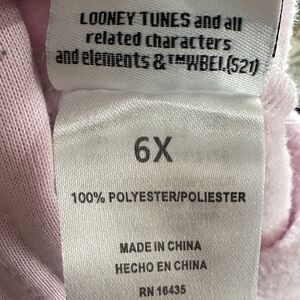 LOONEY TUNES and all
related characters
and elements &™WBEI.(S21)
6X
100% POLYESTER/POLIESTER
MADE IN CHINA
HECHO EN CHINA
RN 16435